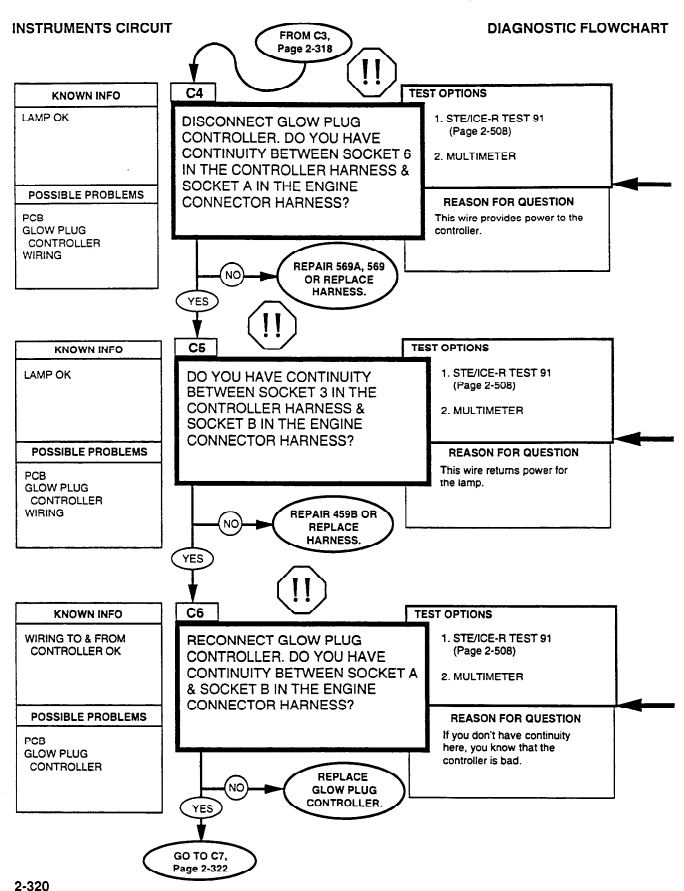 INSTRUMENTS CIRCUIT
DIAGNOSTIC FLOWCHART
FROM C3,
Page 2-318
!!
KNOWN INFO
LAMP OK
POSSIBLE PROBLEMS
PCB
GLOW PLUG
CONTROLLER
WIRING
C4
DISCONNECT GLOW PLUG
CONTROLLER. DO YOU HAVE
CONTINUITY BETWEEN SOCKET 6
IN THE CONTROLLER HARNESS &
SOCKET A IN THE ENGINE
CONNECTOR HARNESS?
TEST OPTIONS
1. STE/ICE-R TEST 91
(Page 2-508)
2. MULTIMETER
REASON FOR QUESTION
This wire provides power to the
controller.
NO
REPAIR 569A, 569
OR REPLACE
HARNESS.
YES
!!
KNOWN INFO
LAMP OK
POSSIBLE PROBLEMS
PCB
GLOW PLUG
CONTROLLER
WIRING
C5
DO YOU HAVE CONTINUITY
BETWEEN SOCKET 3 IN THE
CONTROLLER HARNESS &
SOCKET B IN THE ENGINE
CONNECTOR HARNESS?
TEST OPTIONS
1. STE/ICE-R TEST 91
(Page 2-508)
2. MULTIMETER
REASON FOR QUESTION
This wire returns power for
the lamp.
NO
REPAIR 459B OR
REPLACE
HARNESS.
YES
!!
KNOWN INFO
WIRING TO & FROM
CONTROLLER OK
POSSIBLE PROBLEMS
PCB
GLOW PLUG
CONTROLLER
C6
RECONNECT GLOW PLUG
CONTROLLER. DO YOU HAVE
CONTINUITY BETWEEN SOCKET A
& SOCKET B IN THE ENGINE
CONNECTOR HARNESS?
TEST OPTIONS
1. STE/ICE-R TEST 91
(Page 2-508)
2. MULTIMETER
REASON FOR QUESTION
If you don't have continuity
here, you know that the
controller is bad.
NO
REPLACE
GLOW PLUG
CONTROLLER.
YES
GO TO C7,
Page 2-322
2-320